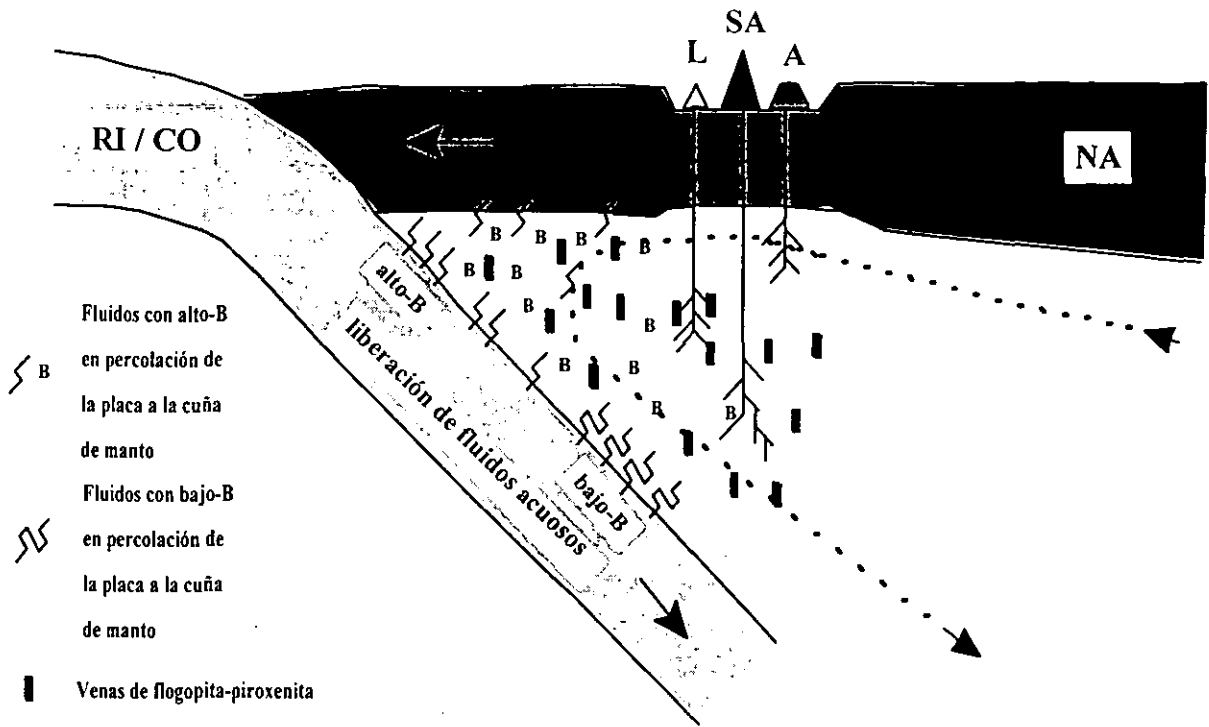 SA
L
A
RI / CO
NA
B
B
B
B
B
B
B
B
B
B
B
B
alto-B
liberación de fluidos acuosos
bajo-B
Fluidos con alto-B
B
en percolación de
la placa a la cuña
de manto
Fluidos con bajo-B
en percolación de
la placa a la cuña
de manto
Venas de flogopita-piroxenita